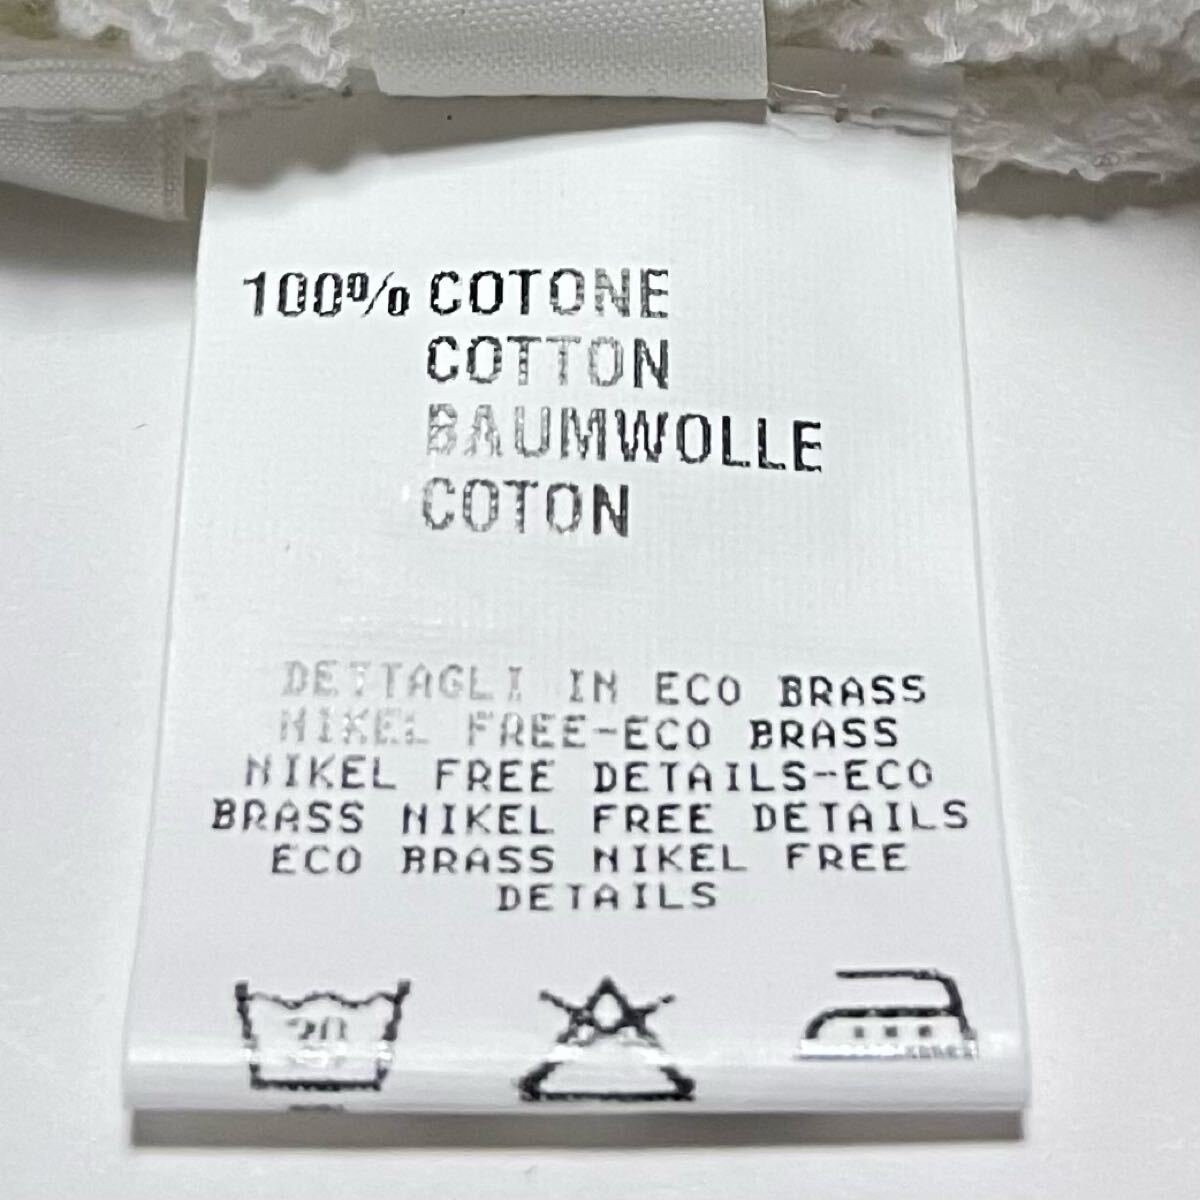 100% COTONE
COTTON
BAUMWOLLE
COTON
DETTAGLI IN ECO BRASS
NIKEL FREE-ECO BRASS
NIKEL FREE DETAILS-ECO
BRASS NIKEL FREE DETAILS
ECO BRASS NIKEL FREE
DETAILS